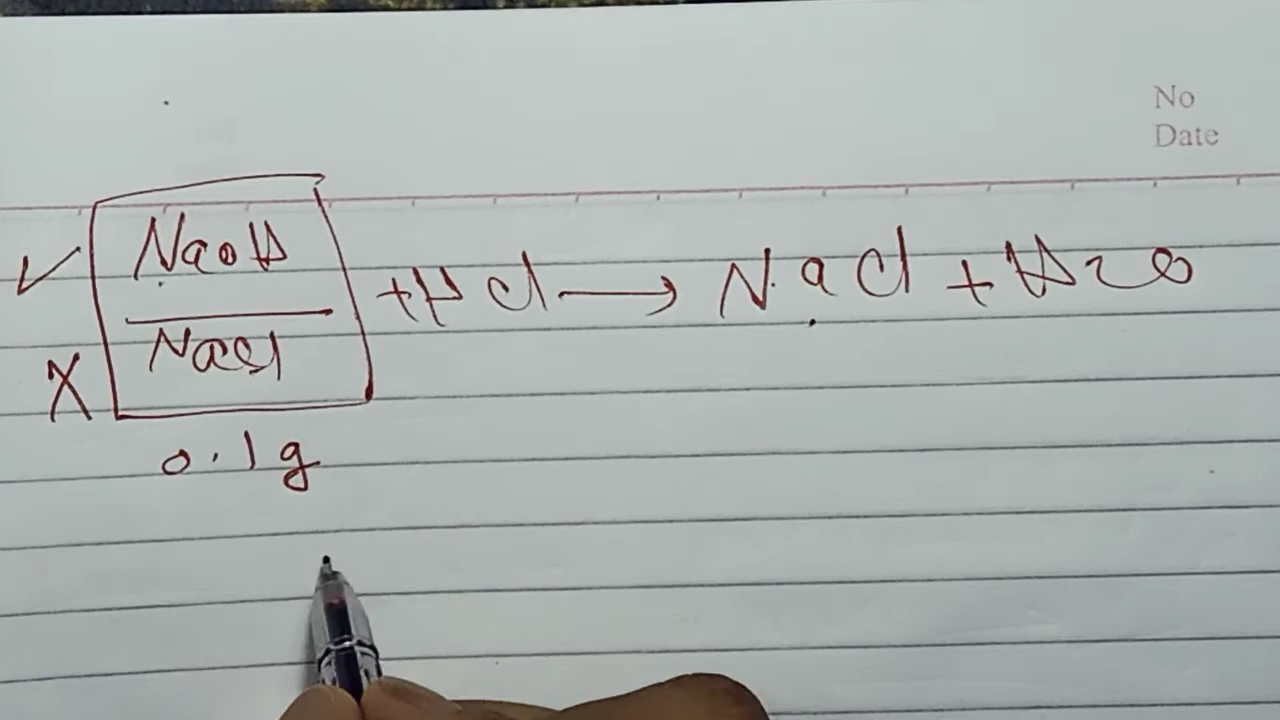 No
Date
✓ NaOH
+ HCl → NaCl + H2O
X NaCl
0.1g